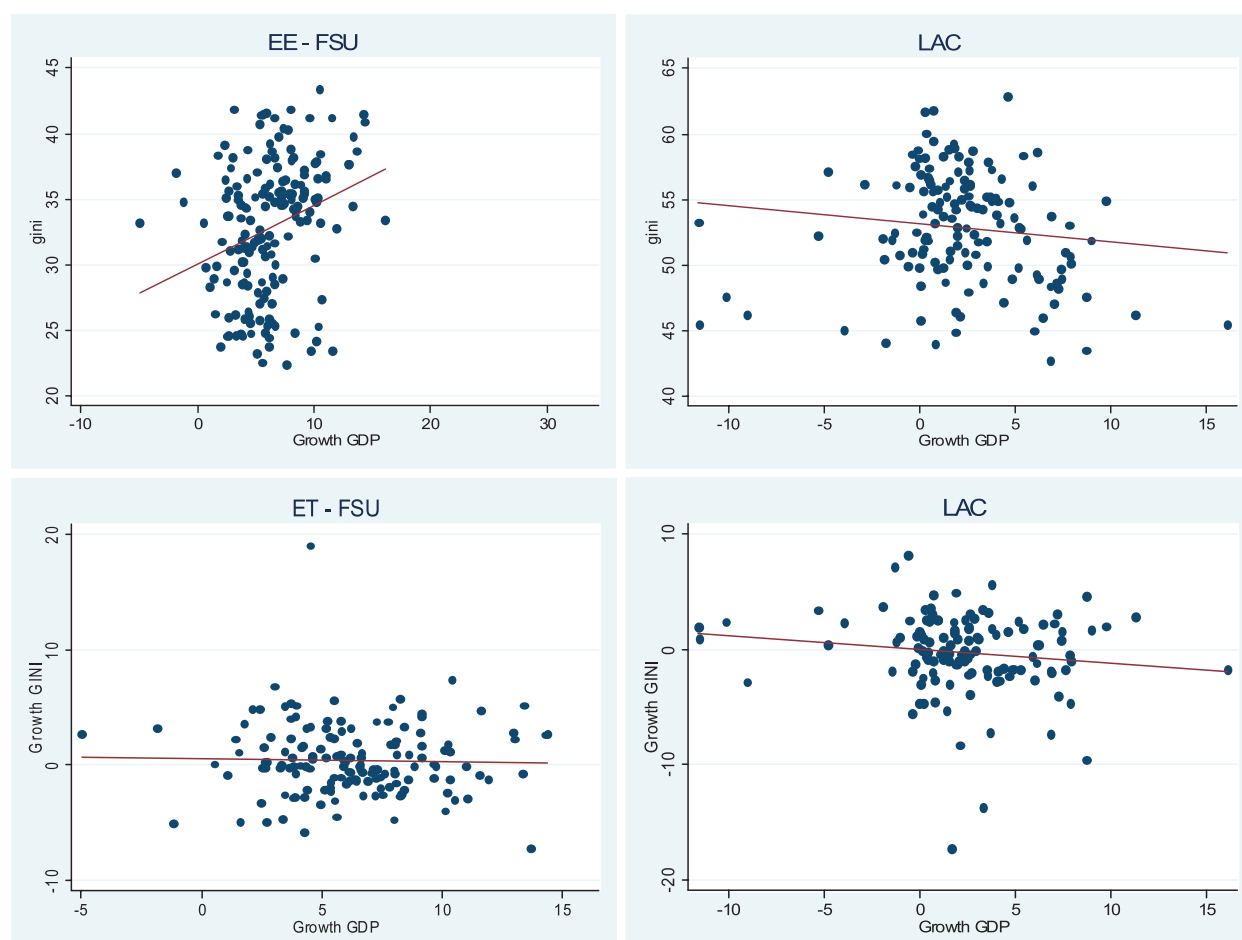 EE - FSU
45
40
35
30
25
20
gini
-10 0 10 20 30
Growth GDP
LAC
65
60
55
50
45
40
gini
-10 -5 0 5 10 15
Growth GDP
ET - FSU
20
10
0
-10
Growth GINI
-5 0 5 10 15
Growth GDP
LAC
10
0
-10
-20
Growth GINI
-10 -5 0 5 10 15
Growth GDP